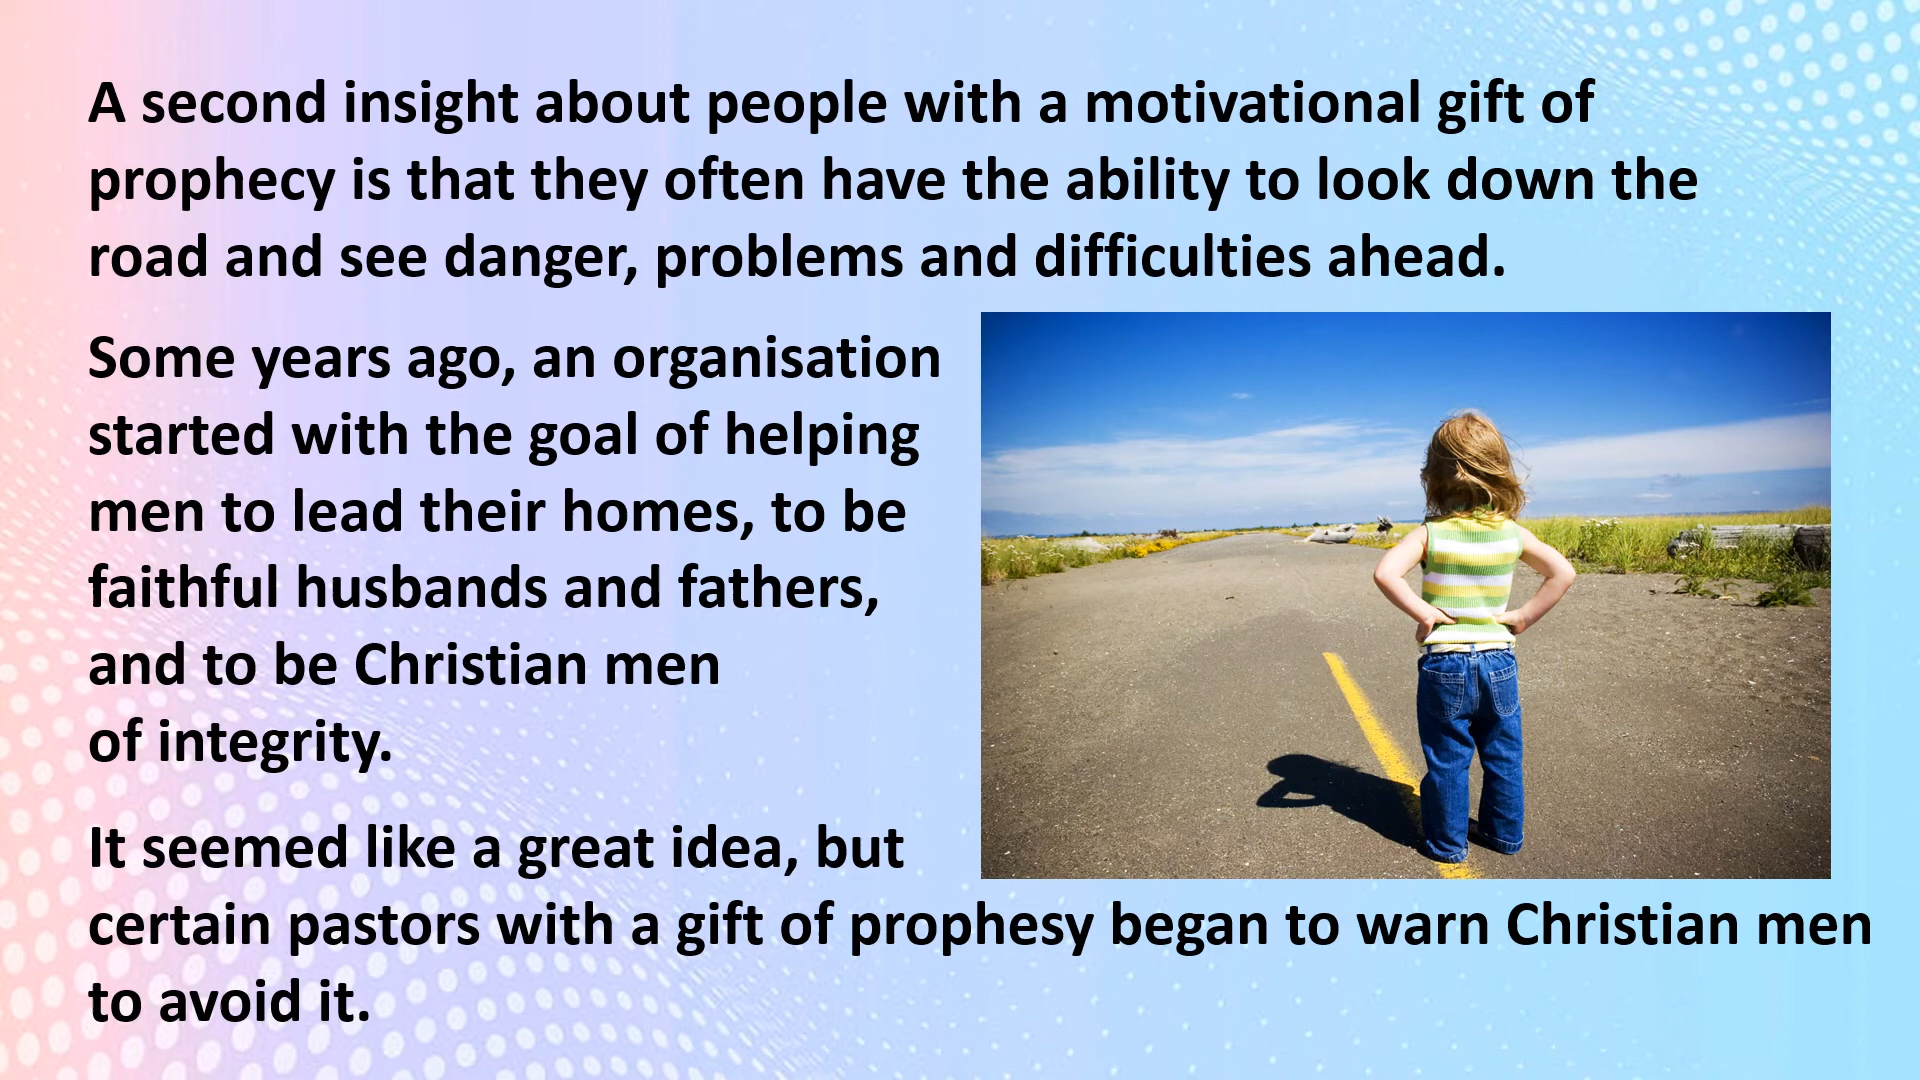 A second insight about people with a motivational gift of
prophecy is that they often have the ability to look down the
road and see danger, problems and difficulties ahead.
Some years ago, an organisation
started with the goal of helping
men to lead their homes, to be
faithful husbands and fathers,
and to be Christian men
of integrity.
It seemed like a great idea, but
certain pastors with a gift of prophesy began to warn Christian men
to avoid it.